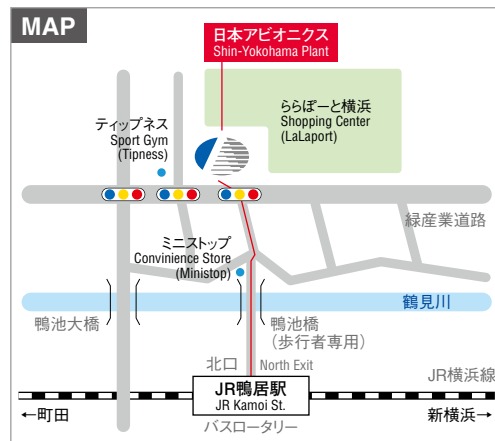 MAP
日本アビオニクス
Shin-Yokohama Plant
ららぽーと横浜
Shopping Center
(LaLaport)
ティップネス
Sport Gym
(Tipness)
緑産業道路
ミニストップ
Convinience Store
(Ministop)
鶴見川
鴨池大橋
鴨池橋
(歩行者専用)
北口 North Exit
JR横浜線
JR鴨居駅
JR Kamoi St.
←町田
新横浜→
バスロータリー